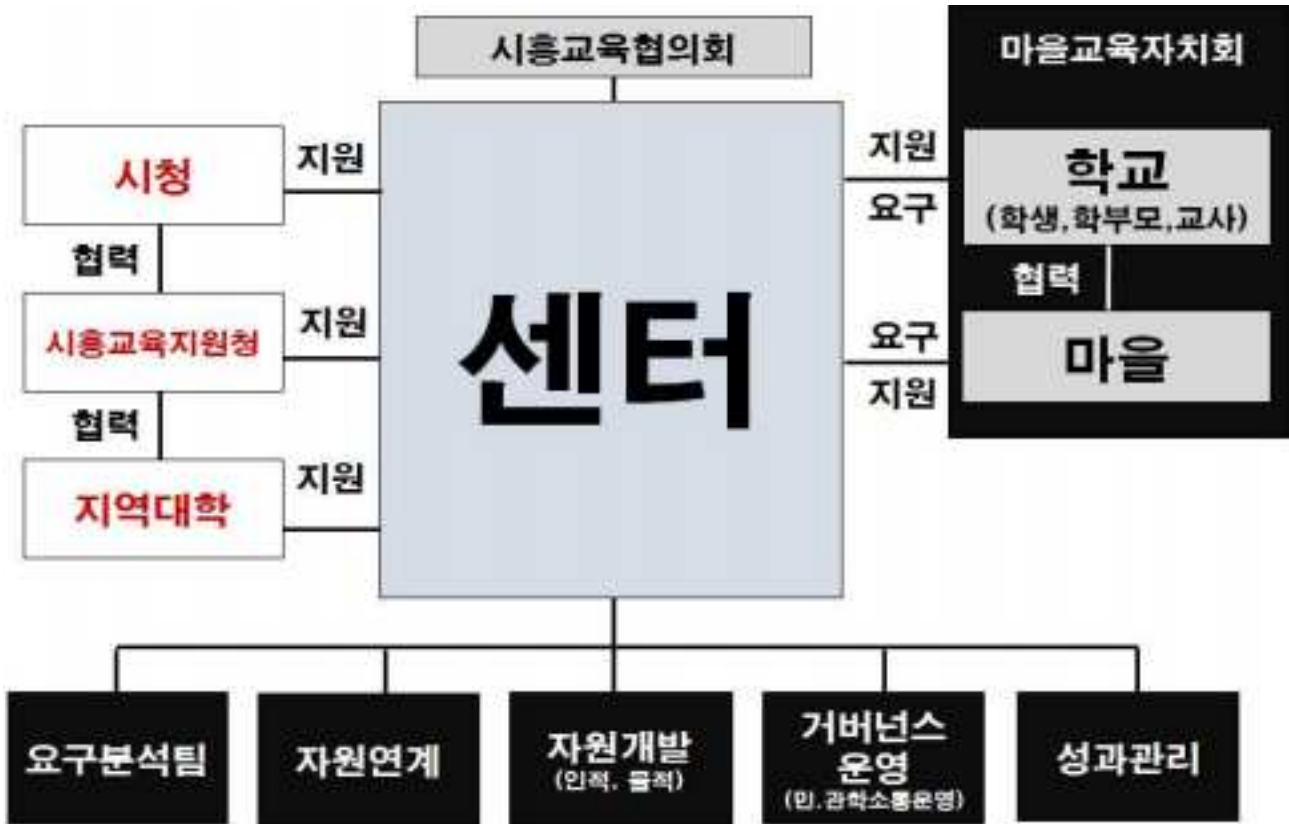 시흥교육협의회
마을교육자치회
시청
지원
협력
시흥교육지원청
지원
협력
지역대학
지원
센터
지원
요구
학교
(학생,학부모,교사)
협력
요구
지원
마을
요구분석팀
자원연계
자원개발
(인적, 물적)
거버넌스
운영
(민.관학소통운영)
성과관리